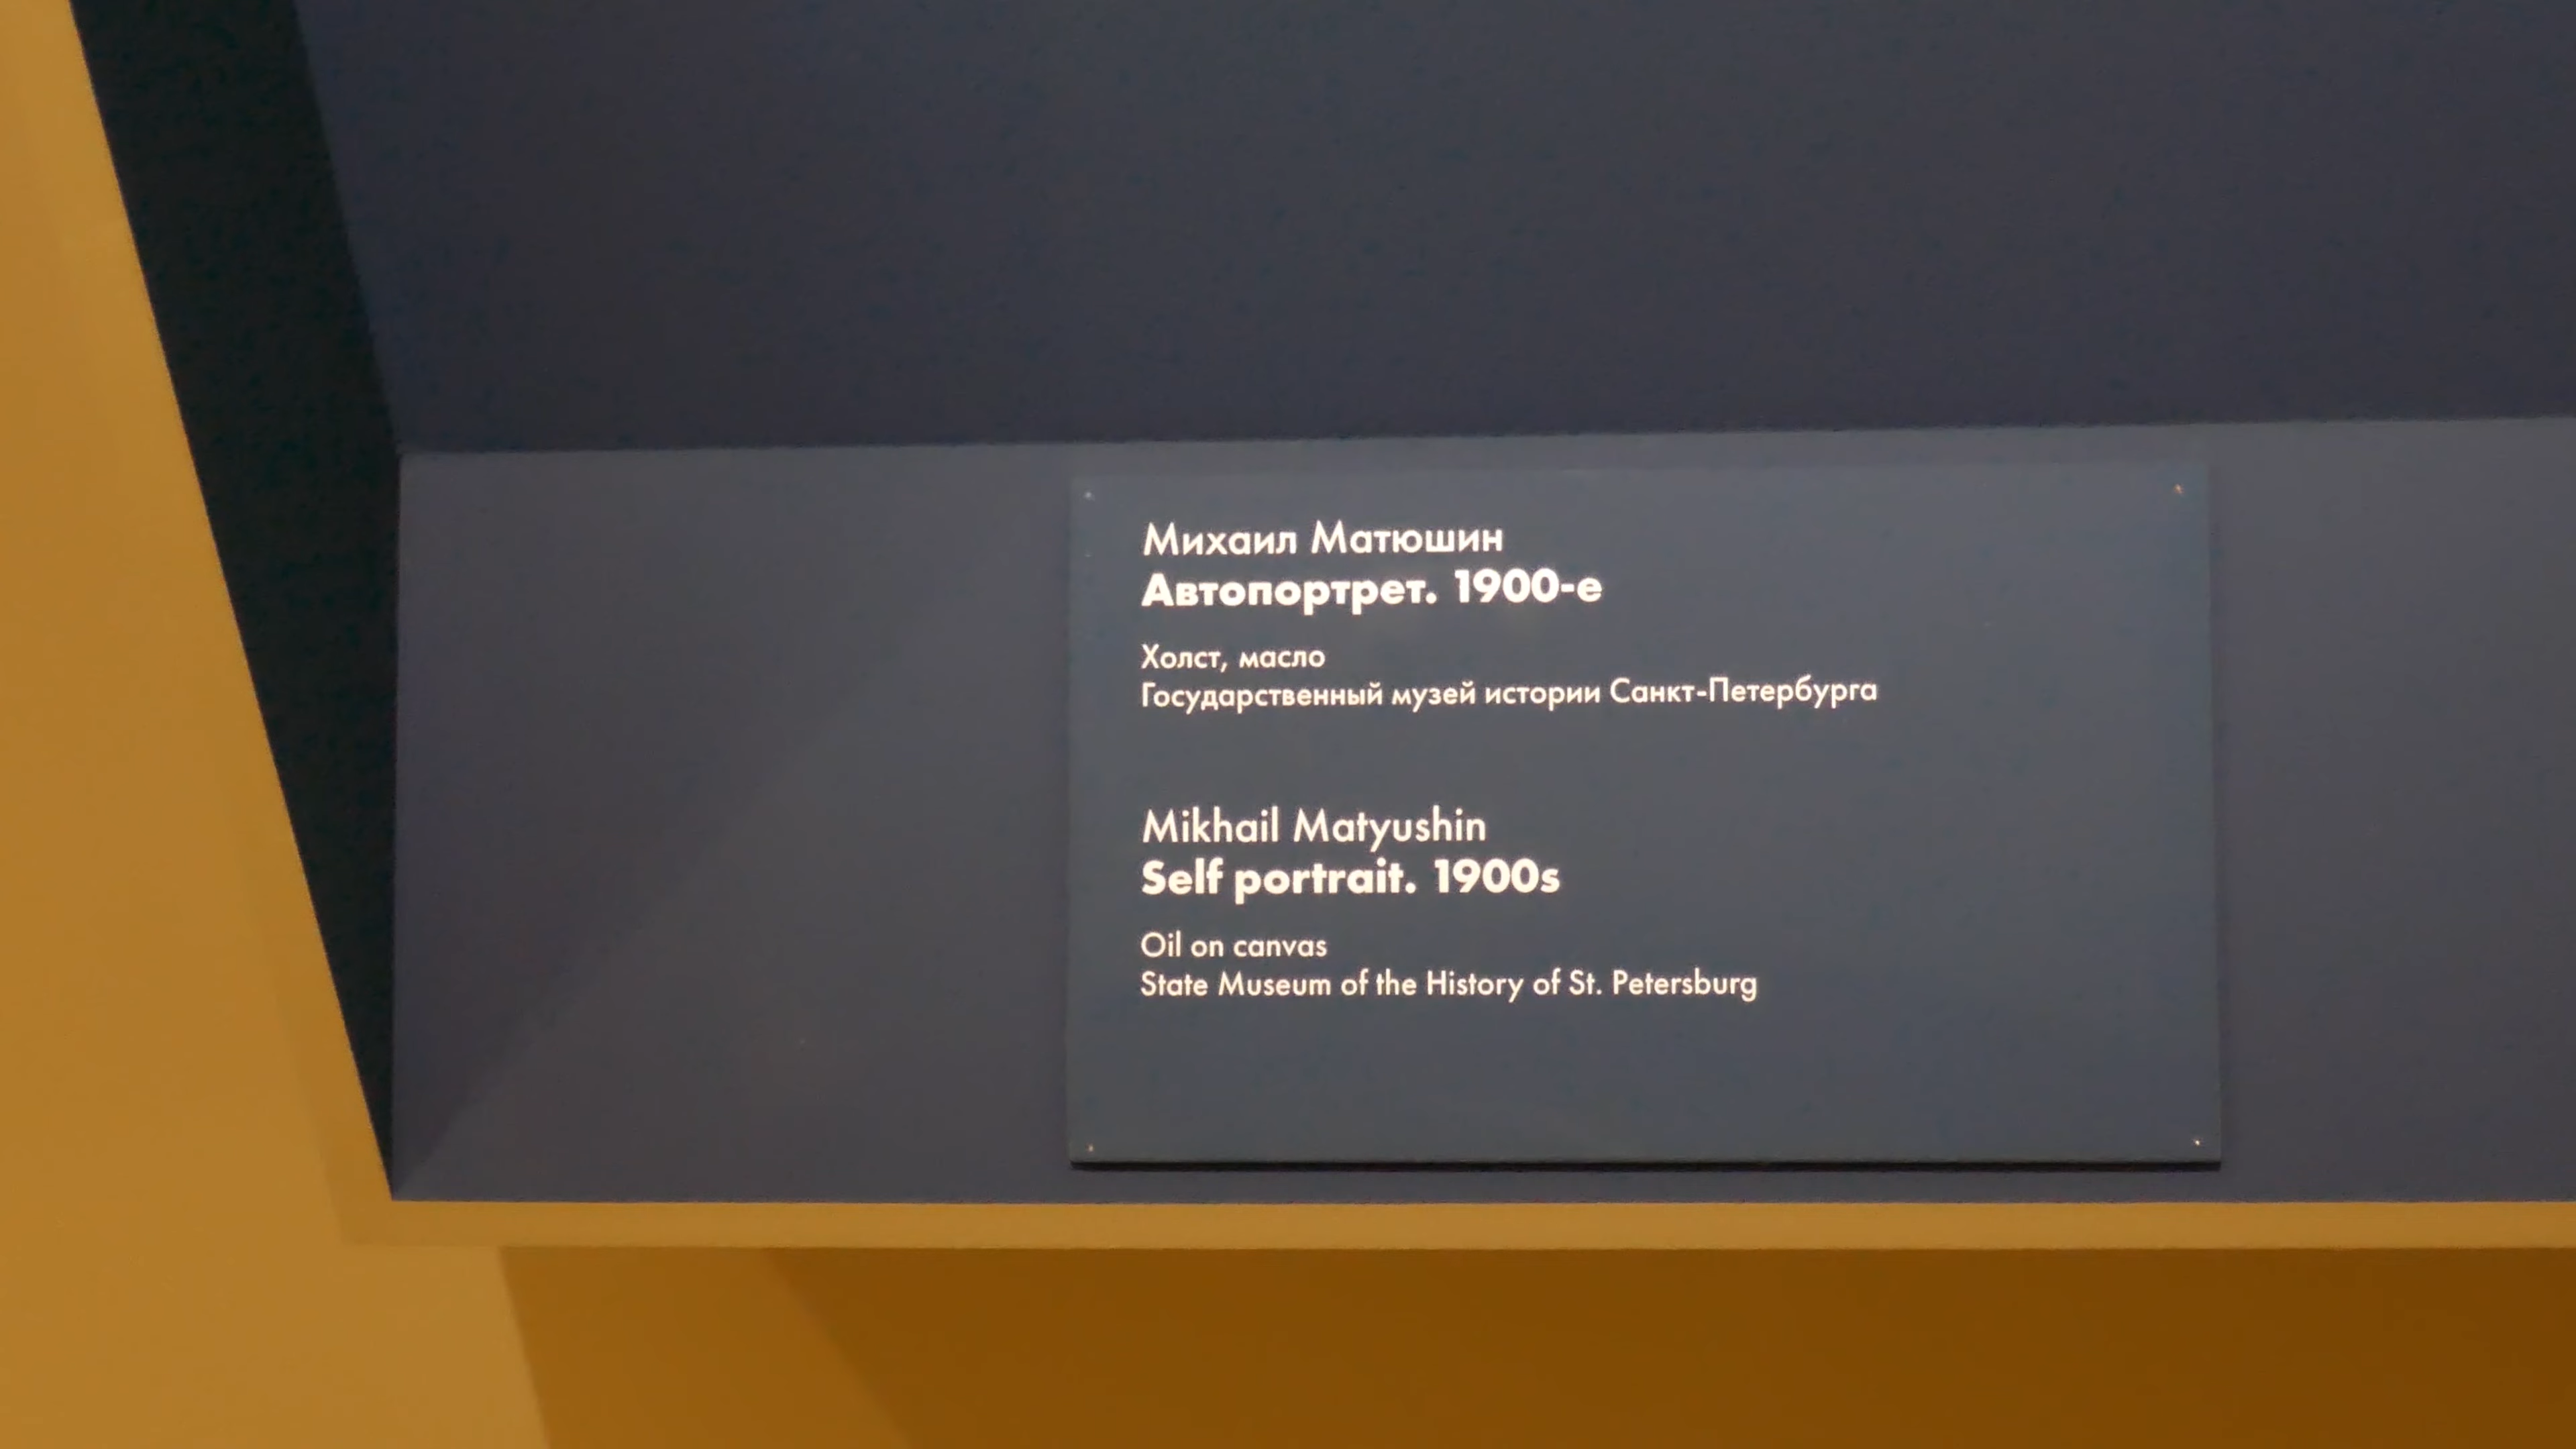 Михаил Матюшин
Автопортрет. 1900-е
Холст, масло
Государственный музей истории Санкт-Петербурга
Mikhail Matyushin
Self portrait. 1900s
Oil on canvas
State Museum of the History of St. Petersburg